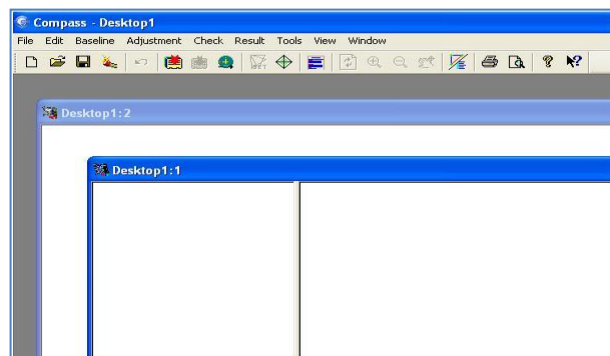 Compass - Desktop1
File Edit Baseline Adjustment Check Result Tools View Window
Desktop1:2
Desktop1:1